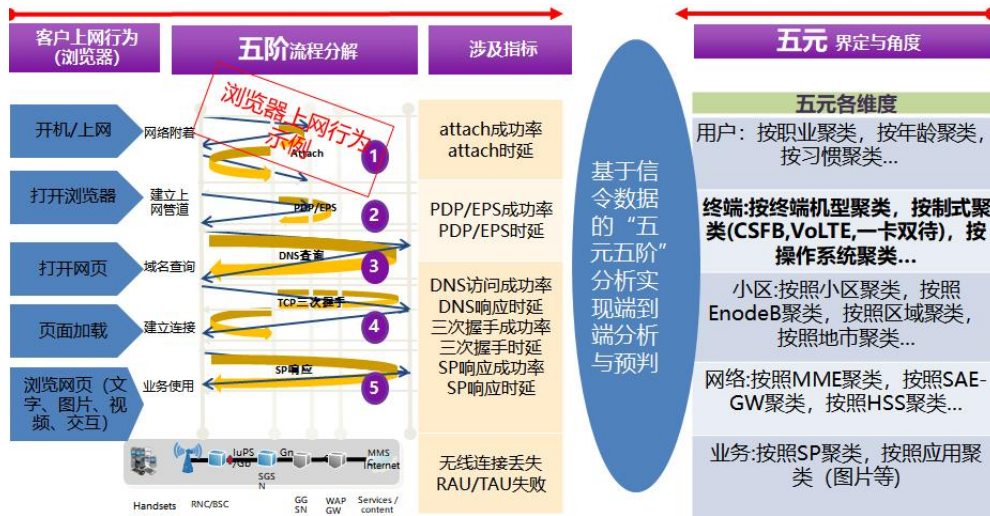 客户上网行为
(浏览器)
五阶流程分解
涉及指标
五元 界定与角度
浏览器上网行为
示例
开机/上网
打开浏览器
打开网页
页面加载
浏览网页（文
字、图片、视
频、交互）
网络附着
建立上
网管道
域名查询
建立连接
业务使用
Attach
1
PDP/EPS
2
DNS查询
3
TCP三次握手
4
SP响应
5
attach成功率
attach时延
PDP/EPS成功率
PDP/EPS时延
DNS访问成功率
DNS响应时延
三次握手成功率
三次握手时延
SP响应成功率
SP响应时延
无线连接丢失
RAU/TAU失败
IuPS
/Gb
Gn
SGS
N
MMS
Internet
Handsets
RNC/BSC
GG
SN
WAP
GW
Services /
content
基于信
令数据
的“五
元五阶”
分析实
现端到
端分析
与预判
五元各维度
用户：按职业聚类，按年龄聚类，
按习惯聚类...
终端:按终端机型聚类，按制式聚
类(CSFB,VoLTE,一卡双待)，按
操作系统聚类...
小区:按照小区聚类，按照
EnodeB聚类，按照区域聚类，
按照地市聚类...
网络:按照MME聚类，按照SAE-
GW聚类，按照HSS聚类...
业务:按照SP聚类，按照应用聚
类（图片等)